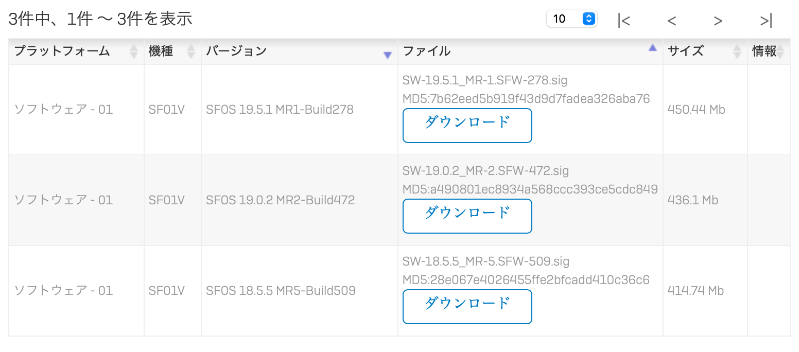 3件中、1件 ～ 3件を表示 10 |< < > >|
プラットフォーム 機種 バージョン ファイル サイズ 情報
SW-19.5.1_MR-1.SFW-278.sig
MD5:7b62eed5b919f43d9d7fadea326aba76
ソフトウェア - 01 SF01V SFOS 19.5.1 MR1-Build278 450.44 Mb
ダウンロード
SW-19.0.2_MR-2.SFW-472.sig
MD5:a490801ec8934a568ccc393ce5cdc849
ソフトウェア - 01 SF01V SFOS 19.0.2 MR2-Build472 436.1 Mb
ダウンロード
SW-18.5.5_MR-5.SFW-509.sig
MD5:28e067e4026455ffe2bfcadd410c36c6
ソフトウェア - 01 SF01V SFOS 18.5.5 MR5-Build509 414.74 Mb
ダウンロード